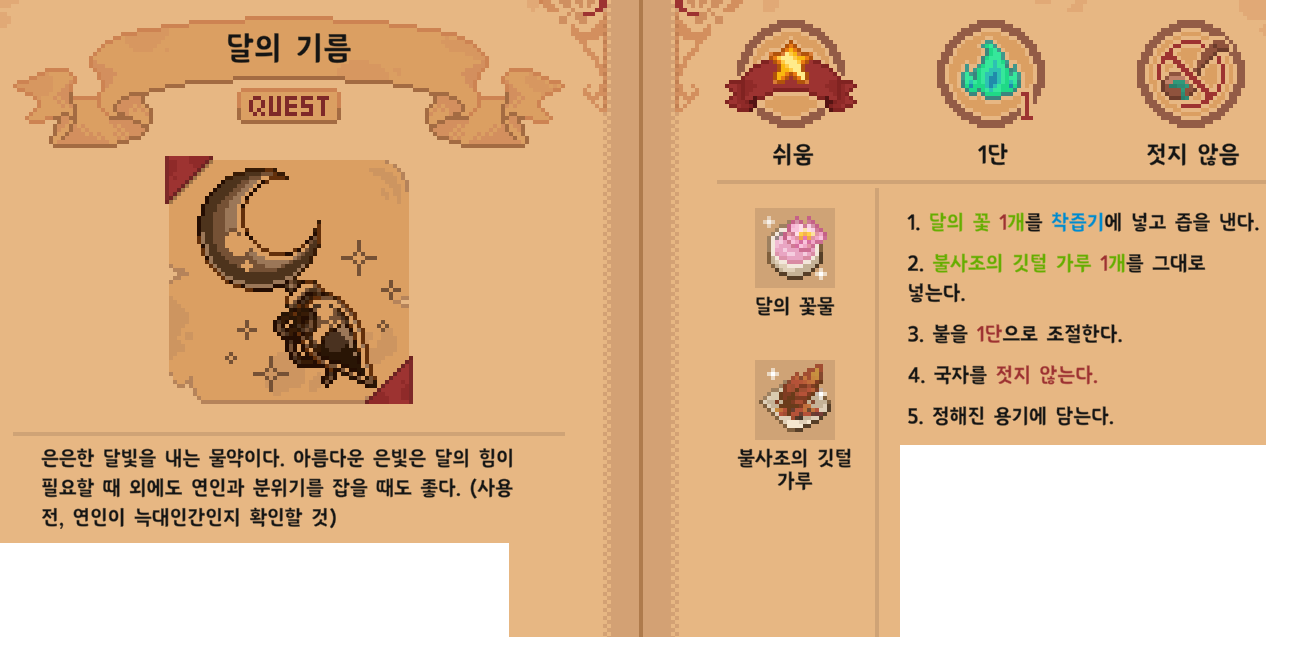 달의 기름
QUEST
은은한 달빛을 내는 물약이다. 아름다운 은빛은 달의 힘이
필요할 때 외에도 연인과 분위기를 잡을 때도 좋다. (사용
전, 연인이 늑대인간인지 확인할 것)
1
쉬움
1단
젓지 않음
달의 꽃물
불사조의 깃털
가루
1. 달의 꽃 1개를 착즙기에 넣고 즙을 낸다.
2. 불사조의 깃털 가루 1개를 그대로
넣는다.
3. 불을 1단으로 조절한다.
4. 국자를 젓지 않는다.
5. 정해진 용기에 담는다.